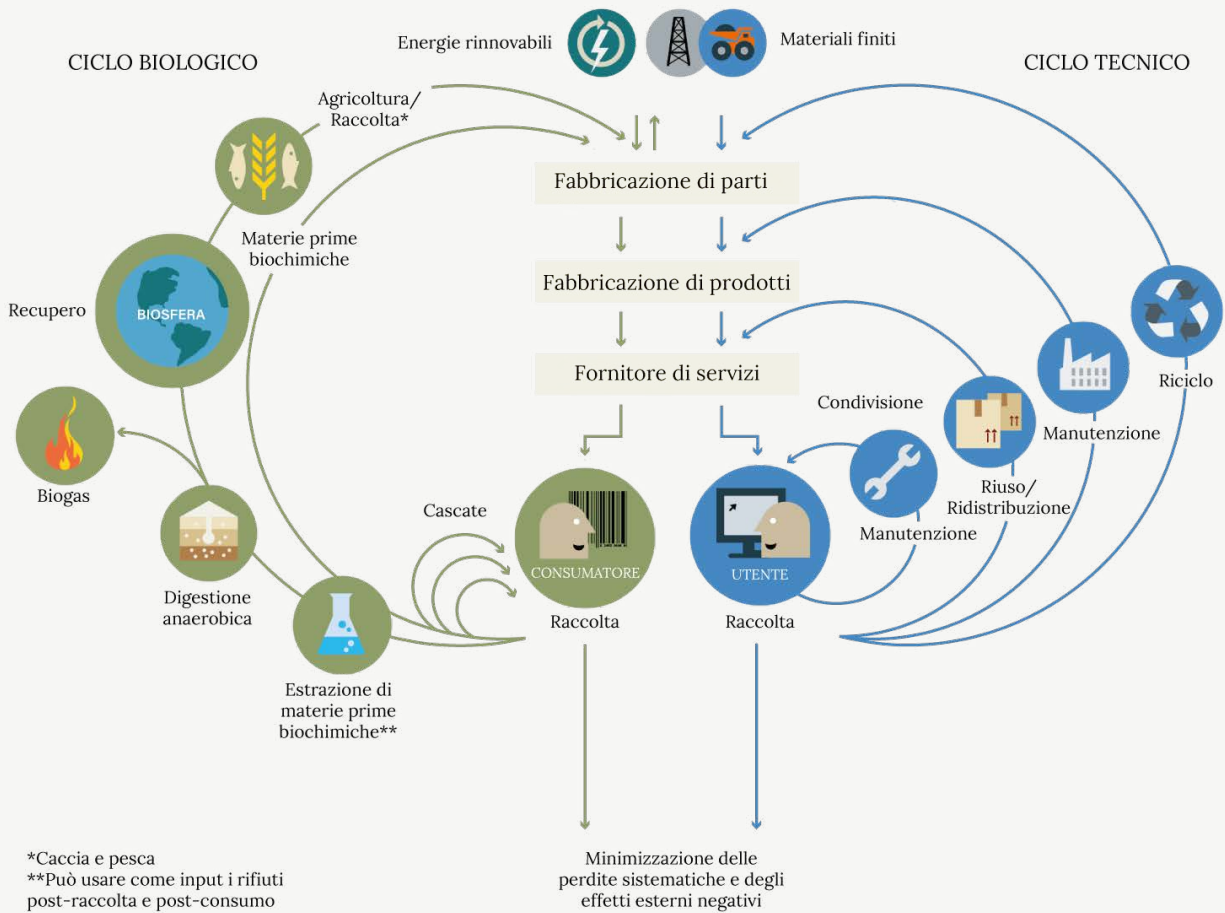 Energie rinnovabili
Materiali finiti
CICLO BIOLOGICO
CICLO TECNICO
Agricoltura/
Raccolta*
Fabbricazione di parti
Materie prime
biochimiche
Fabbricazione di prodotti
Recupero
BIOSFERA
Fornitore di servizi
Riciclo
Condivisione
Manutenzione
Biogas
Riuso/
Ridistribuzione
Cascate
Manutenzione
CONSUMATORE
UTENTE
Digestione
anaerobica
Raccolta
Raccolta
Estrazione di
materie prime
biochimiche**
*Caccia e pesca
**Può usare come input i rifiuti
post-raccolta e post-consumo
Minimizzazione delle
perdite sistematiche e degli
effetti esterni negativi